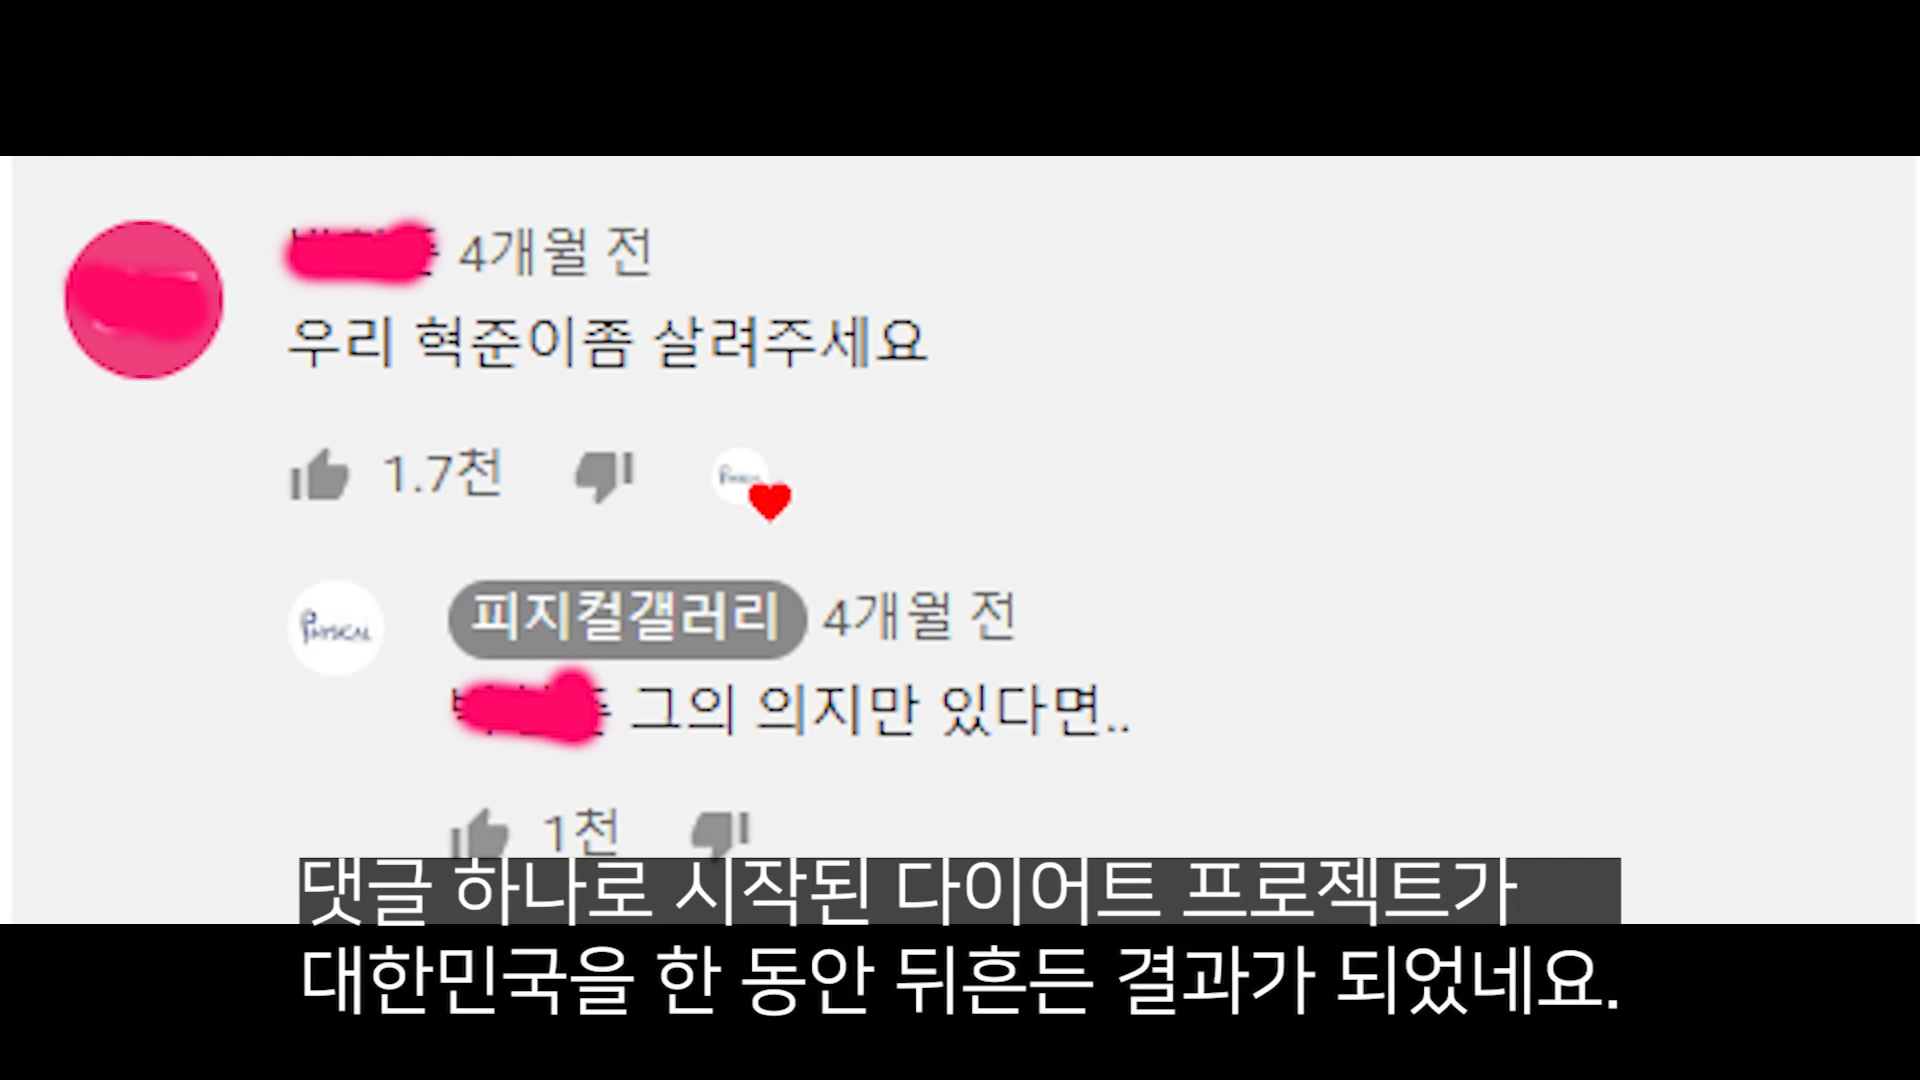 4개월 전
우리 혁준이좀 살려주세요
1.7천
PHYSICAL
피지컬갤러리 4개월 전
그의 의지만 있다면..
1천
댓글 하나로 시작된 다이어트 프로젝트가
대한민국을 한 동안 뒤흔든 결과가 되었네요.